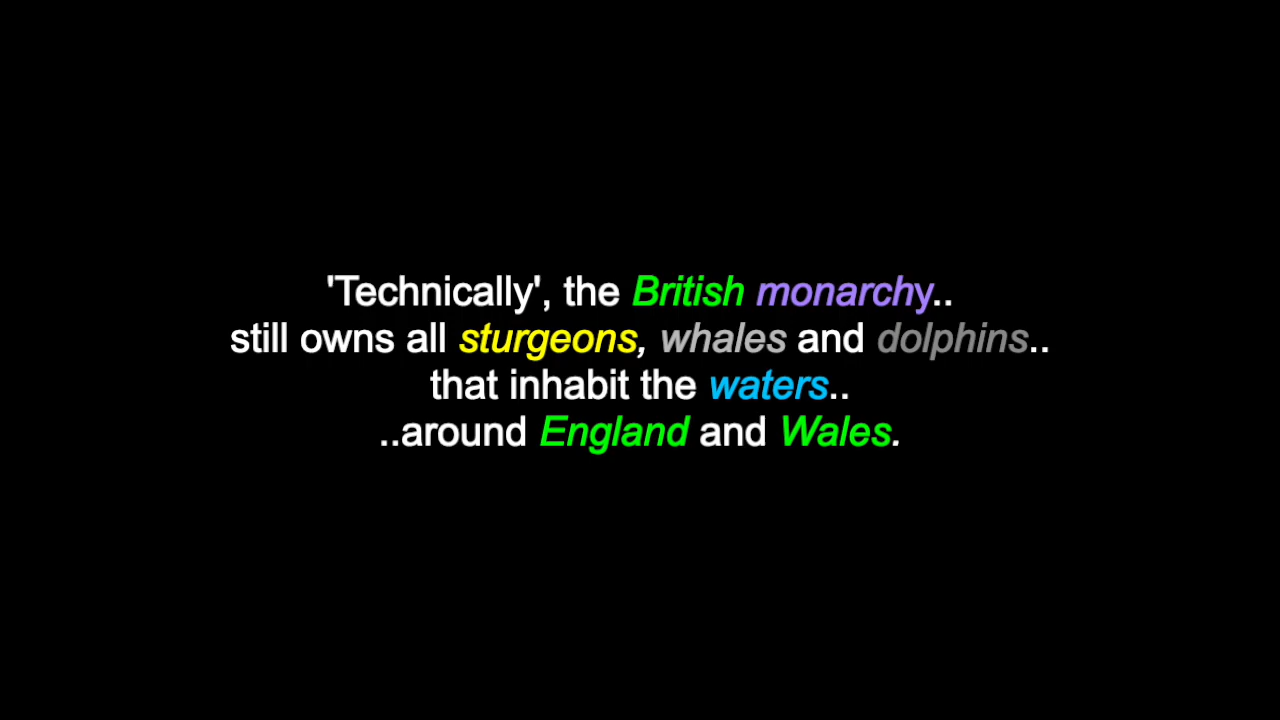 'Technically', the British monarchy..
still owns all sturgeons, whales and dolphins..
that inhabit the waters..
..around England and Wales.